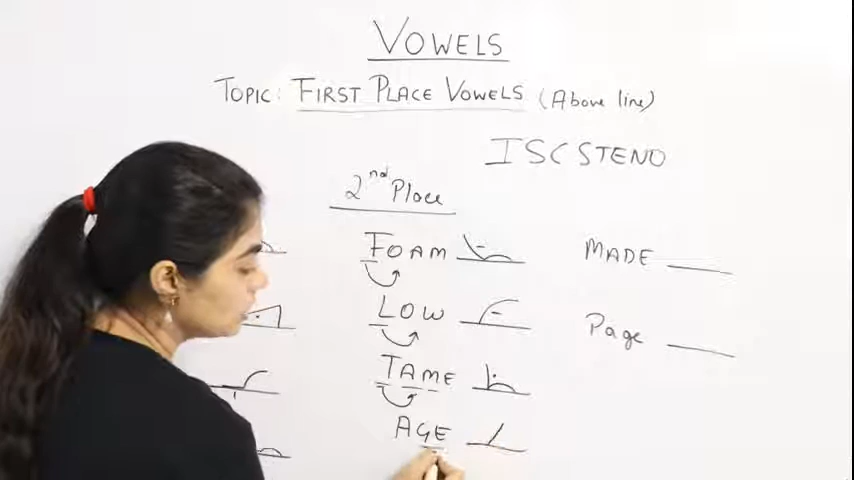 VOWELS
TOPIC: FIRST PLACE VOWELS (Above line)
ISC STENO
2nd Place
FOAM
MADE
LOW
Page
TAME
AGE